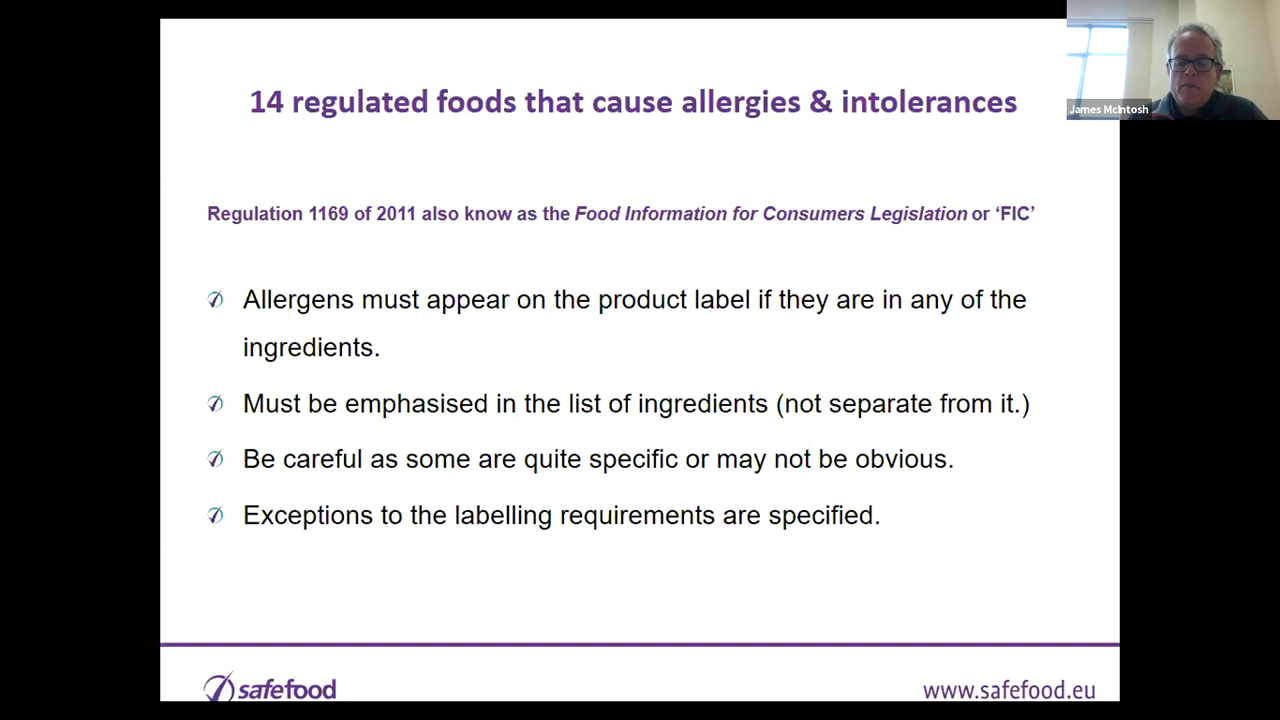 14 regulated foods that cause allergies & intolerances
James McIntosh
Regulation 1169 of 2011 also know as the Food Information for Consumers Legislation or ‘FIC’
Allergens must appear on the product label if they are in any of the
ingredients.
Must be emphasised in the list of ingredients (not separate from it.)
Be careful as some are quite specific or may not be obvious.
Exceptions to the labelling requirements are specified.
safefood
www.safefood.eu